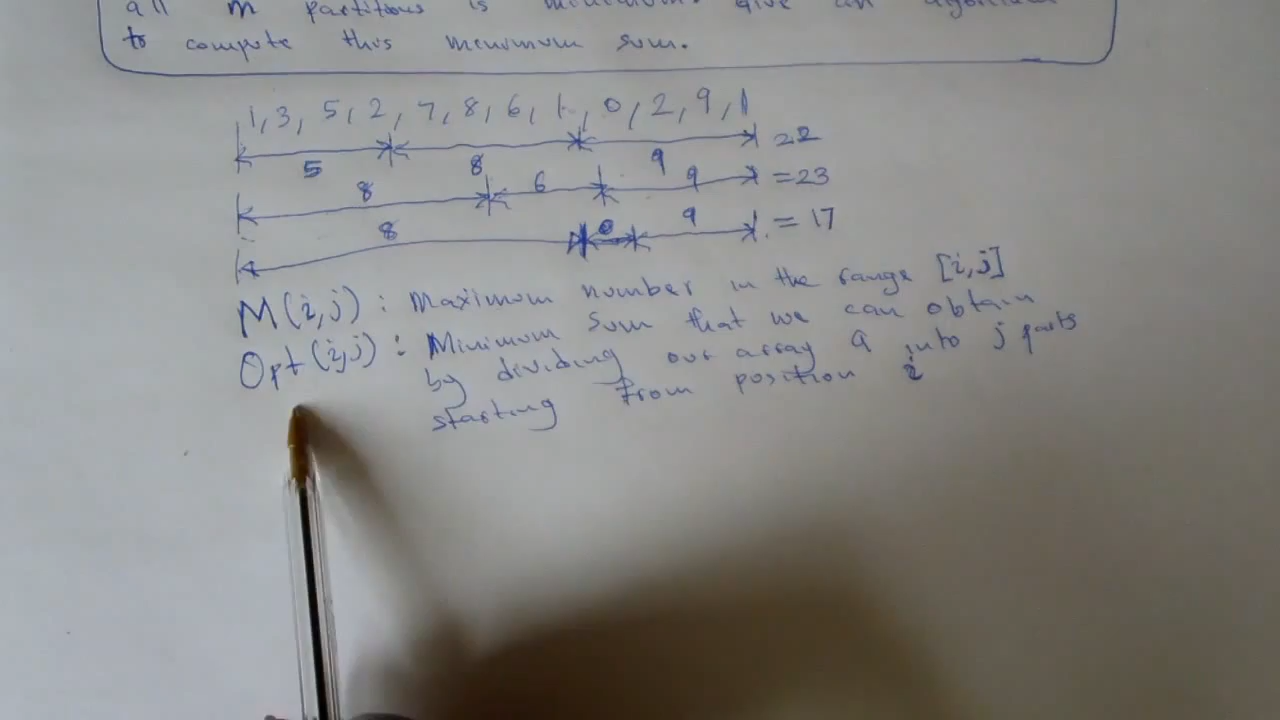 all m partitions is minimum. Give an algorithm
to compute this menimum sum.
1, 3, 5, 2, 7, 8, 6, 1, 0, 2, 9, 1
5 8 9 = 22
8 6 9 = 23
8 0 9 = 17
M(i,j) : Maximum number in the range [i,j]
Opt(i,j) : Minimum Sum that we can obtain
by dividing our array a into j parts
starting from position i